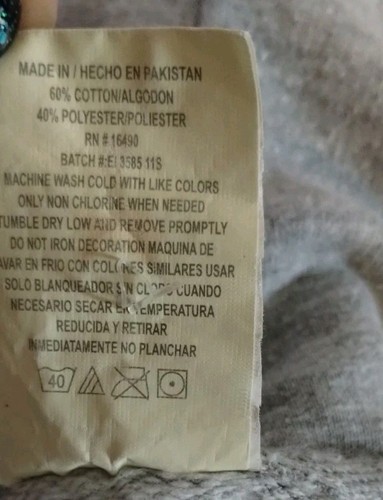 MADE IN / HECHO EN PAKISTAN
60% COTTON/ALGODON
40% POLYESTER/POLIESTER
RN # 16490
BATCH #:EI 3585 11S
MACHINE WASH COLD WITH LIKE COLORS
ONLY NON CHLORINE WHEN NEEDED
TUMBLE DRY LOW AND REMOVE PROMPTLY
DO NOT IRON DECORATION MAQUINA DE
AVAR EN FRIO CON COLORES SIMILARES USAR
SOLO BLANQUEADOR SIN CLORO CUANDO
NECESARIO SECAR EN TEMPERATURA
REDUCIDA Y RETIRAR
INMEDIATAMENTE NO PLANCHAR
40